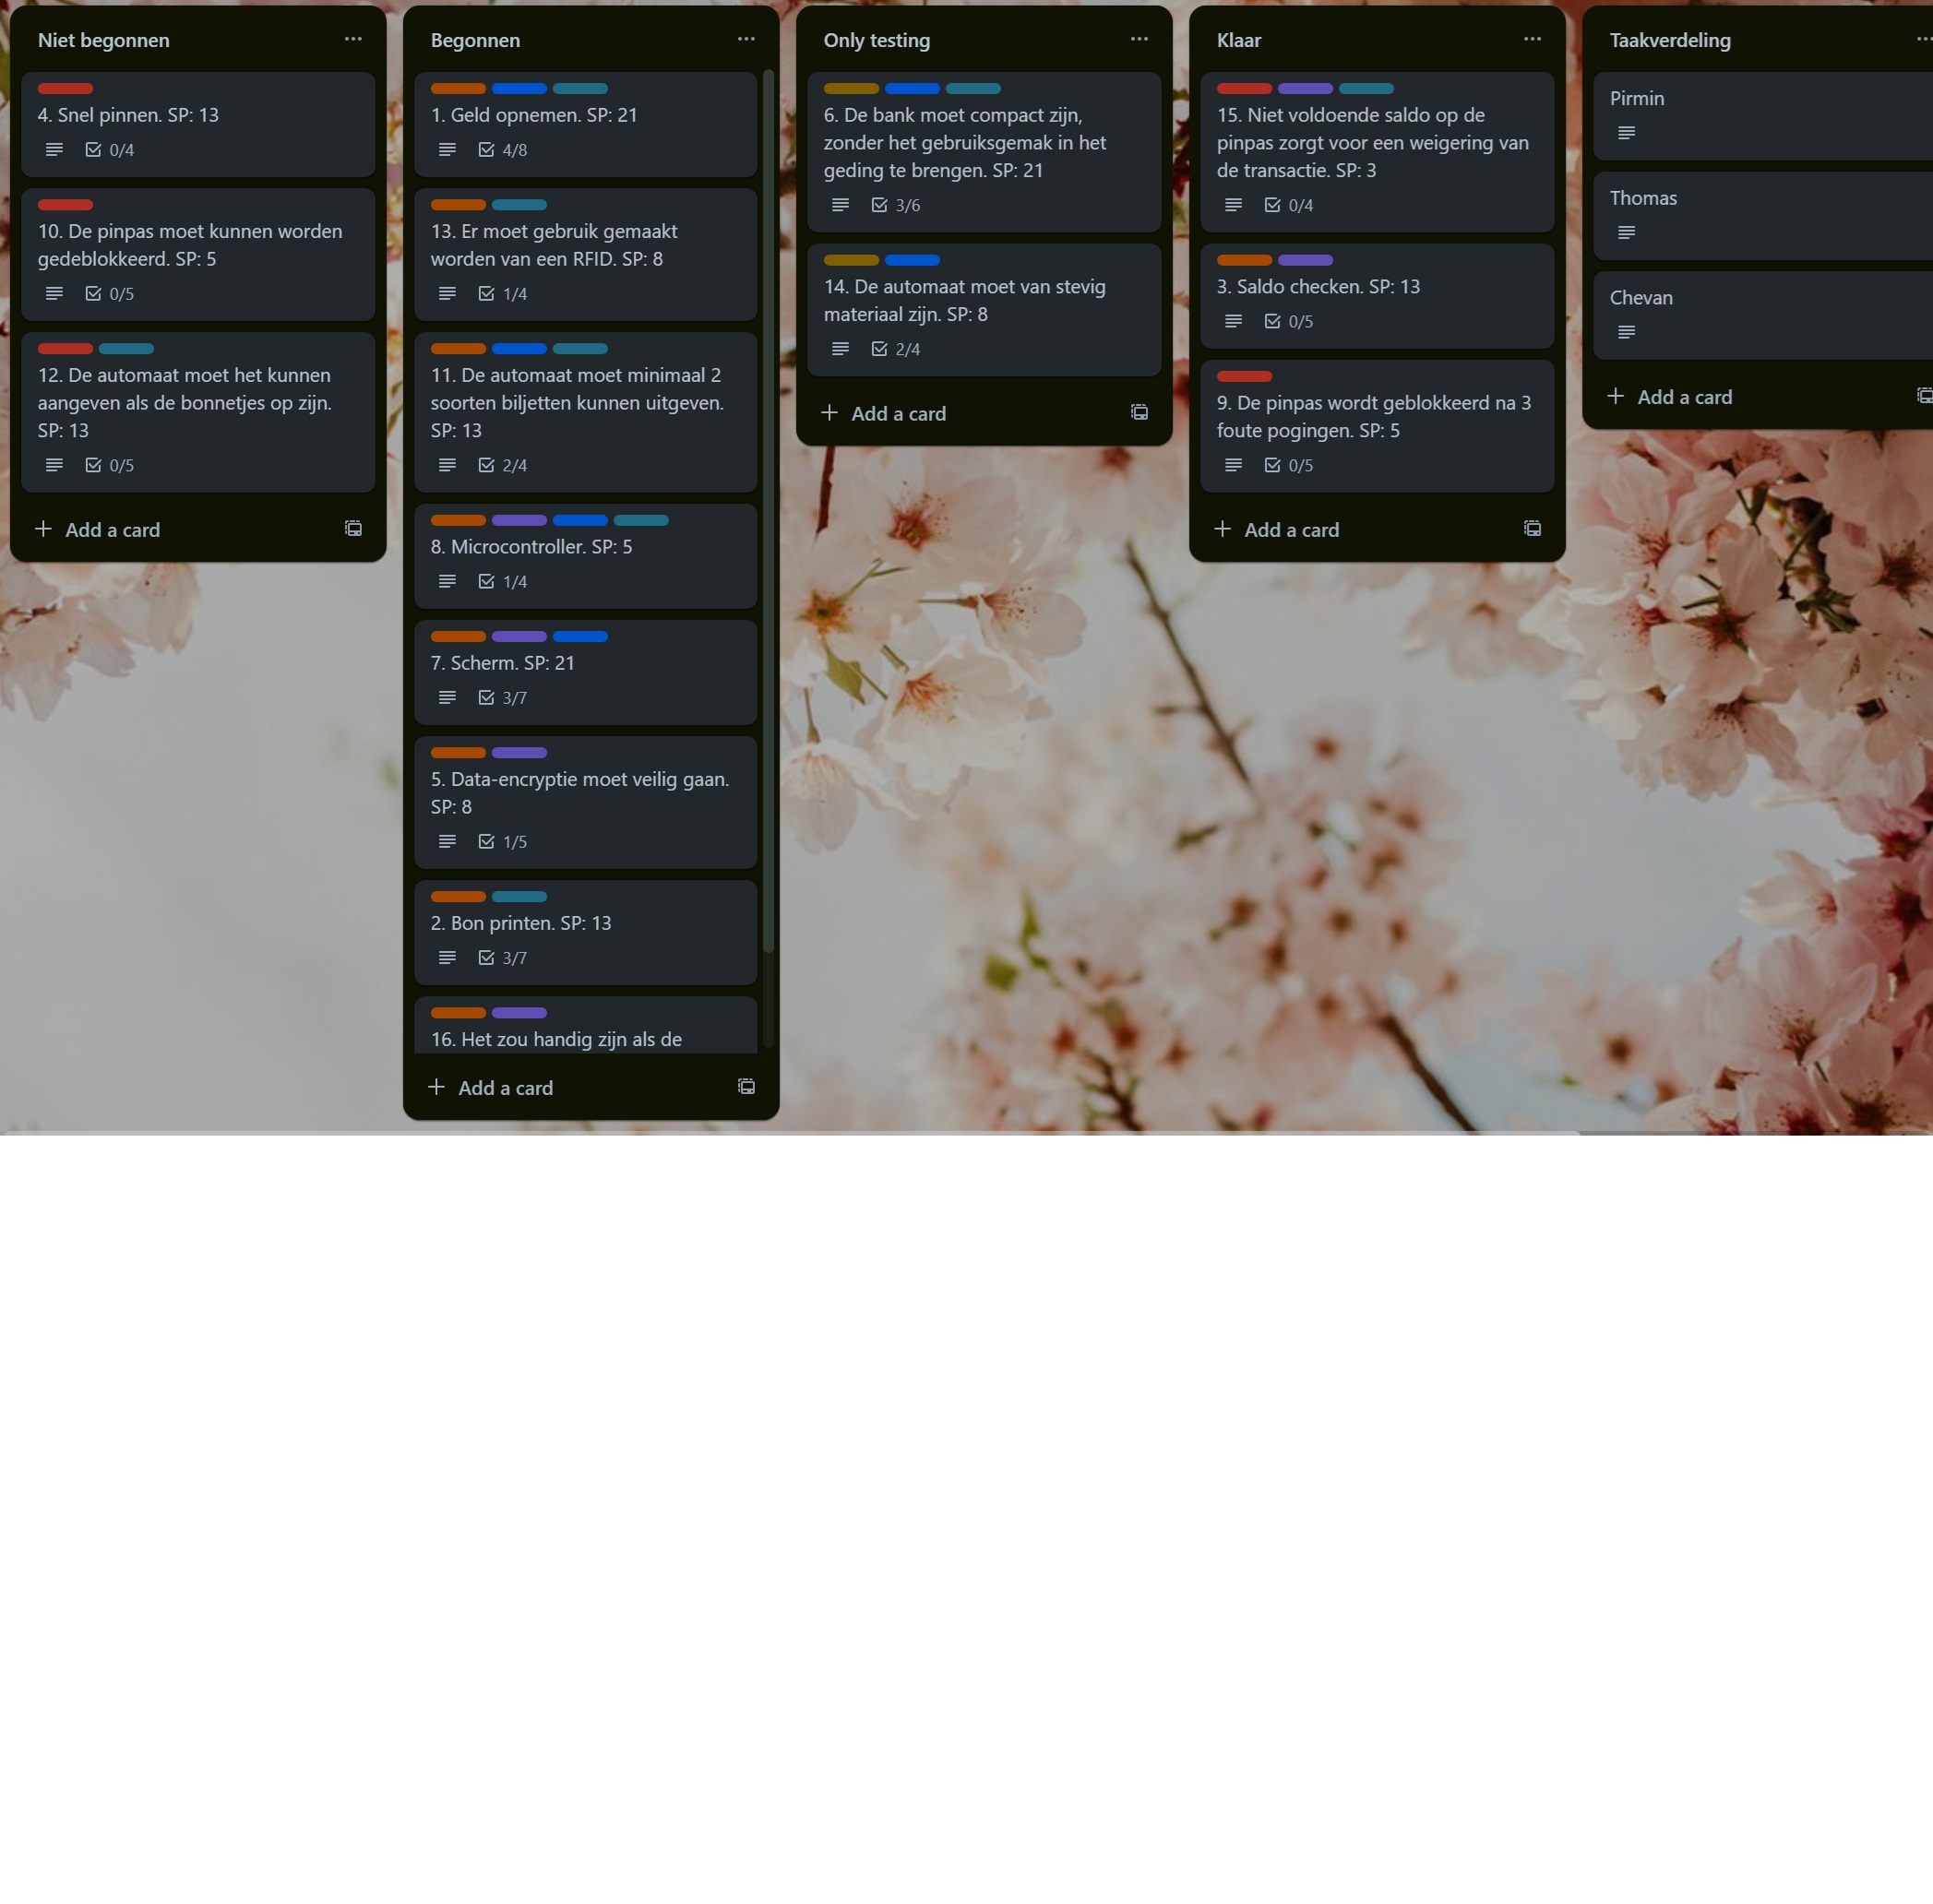 Niet begonnen
4. Snel pinnen. SP: 13
0/4
10. De pinpas moet kunnen worden
gedeblokkeerd. SP: 5
0/5
12. De automaat moet het kunnen
aangeven als de bonnetjes op zijn.
SP: 13
0/5
Add a card
Begonnen
1. Geld opnemen. SP: 21
4/8
13. Er moet gebruik gemaakt
worden van een RFID. SP: 8
1/4
11. De automaat moet minimaal 2
soorten biljetten kunnen uitgeven.
SP: 13
2/4
8. Microcontroller. SP: 5
1/4
7. Scherm. SP: 21
3/7
5. Data-encryptie moet veilig gaan.
SP: 8
1/5
2. Bon printen. SP: 13
3/7
16. Het zou handig zijn als de
Add a card
Only testing
6. De bank moet compact zijn,
zonder het gebruiksgemak in het
geding te brengen. SP: 21
3/6
14. De automaat moet van stevig
materiaal zijn. SP: 8
2/4
Add a card
Klaar
15. Niet voldoende saldo op de
pinpas zorgt voor een weigering van
de transactie. SP: 3
0/4
3. Saldo checken. SP: 13
0/5
9. De pinpas wordt geblokkeerd na 3
foute pogingen. SP: 5
0/5
Add a card
Taakverdeling
Pirmin
Thomas
Chevan
Add a card